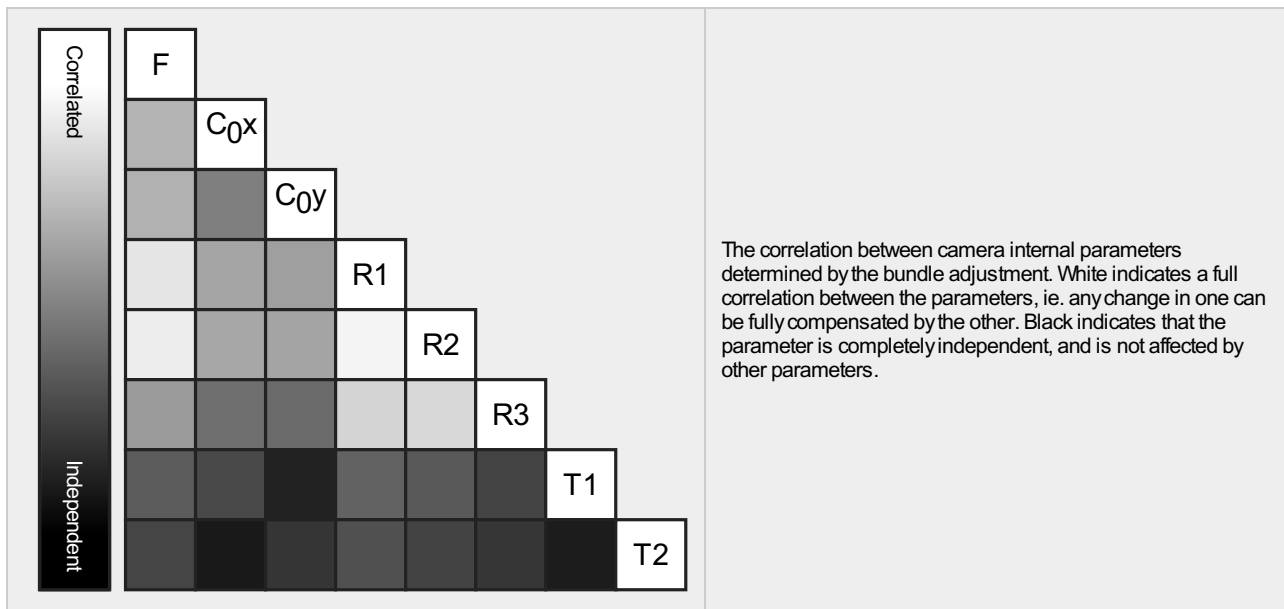 Correlated
Independent
F
C0x
C0y
R1
R2
R3
T1
T2
The correlation between camera internal parameters
determined by the bundle adjustment. White indicates a full
correlation between the parameters, ie. any change in one can
be fully compensated by the other. Black indicates that the
parameter is completely independent, and is not affected by
other parameters.